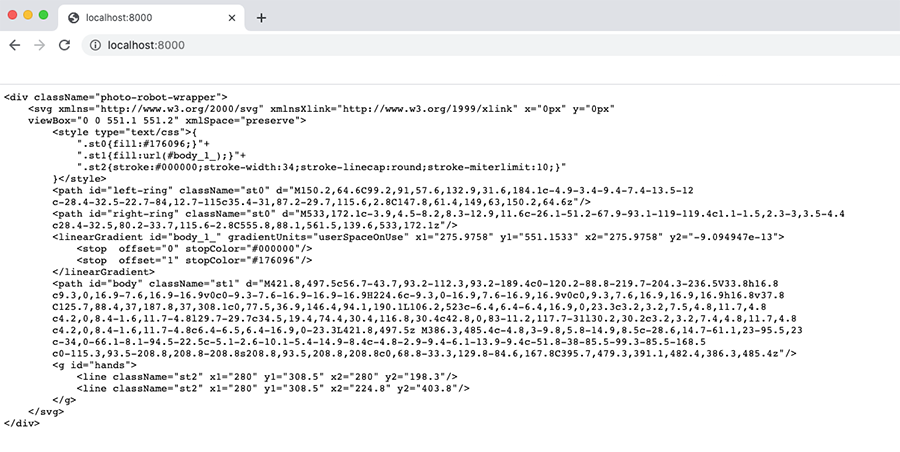 localhost:8000
localhost:8000
<div className="photo-robot-wrapper">
<svg xmlns="http://www.w3.org/2000/svg" xmlnsXlink="http://www.w3.org/1999/xlink" x="0px" y="0px"
viewBox="0 0 551.1 551.2" xmlSpace="preserve">
<style type="text/css">{
".st0{fill:#176096;}"+
".st1{fill:url(#body_1_);}"+
".st2{stroke:#000000;stroke-width:34;stroke-linecap:round;stroke-miterlimit:10;}"
}</style>
<path id="left-ring" className="st0" d="M150.2,64.6C99.2,91,57.6,132.9,31.6,184.1c-4.9-3.4-9.4-7.4-13.5-12
c-28.4-32.5-22.7-84,12.7-115c35.4-31,87.2-29.7,115.6,2.8C147.8,61.4,149,63,150.2,64.6z"/>
<path id="right-ring" className="st0" d="M533,172.1c-3.9,4.5-8.2,8.3-12.9,11.6c-26.1-51.2-67.9-93.1-119-119.4c1.1-1.5,2.3-3,3.5-4.4
c28.4-32.5,80.2-33.7,115.6-2.8C555.8,88.1,561.5,139.6,533,172.1z"/>
<linearGradient id="body_1_" gradientUnits="userSpaceOnUse" x1="275.9758" y1="551.1533" x2="275.9758" y2="-9.094947e-13">
<stop  offset="0" stopColor="#000000"/>
<stop  offset="1" stopColor="#176096"/>
</linearGradient>
<path id="body" className="st1" d="M421.8,497.5c56.7-43.7,93.2-112.3,93.2-189.4c0-120.2-88.8-219.7-204.3-236.5V33.8h16.8
c9.3,0,16.9-7.6,16.9-16.9v0c0-9.3-7.6-16.9-16.9-16.9H224.6c-9.3,0-16.9,7.6-16.9,16.9v0c0,9.3,7.6,16.9,16.9,16.9h16.8v37.8
C125.7,88.4,37,187.8,37,308.1c0,77.5,36.9,146.4,94.1,190.1L106.2,523c-6.4,6.4-6.4,16.9,0,23.3c3.2,3.2,7.5,4.8,11.7,4.8
c4.2,0,8.4-1.6,11.7-4.8l29.7-29.7c34.5,19.4,74.4,30.4,116.8,30.4c42.8,0,83-11.2,117.7-31l30.2,30.2c3.2,3.2,7.4,4.8,11.7,4.8
c4.2,0,8.4-1.6,11.7-4.8c6.4-6.5,6.4-16.9,0-23.3L421.8,497.5z M386.3,485.4c-4.8,3-9.8,5.8-14.9,8.5c-28.6,14.7-61.1,23-95.5,23
c-34,0-66.1-8.1-94.5-22.5c-5.1-2.6-10.1-5.4-14.9-8.4c-4.8-2.9-9.4-6.1-13.9-9.4c-51.8-38-85.5-99.3-85.5-168.5
c0-115.3,93.5-208.8,208.8-208.8s208.8,93.5,208.8,208.8c0,68.8-33.3,129.8-84.6,167.8C395.7,479.3,391.1,482.4,386.3,485.4z"/>
<g id="hands">
<line className="st2" x1="280" y1="308.5" x2="280" y2="198.3"/>
<line className="st2" x1="280" y1="308.5" x2="224.8" y2="403.8"/>
</g>
</svg>
</div>